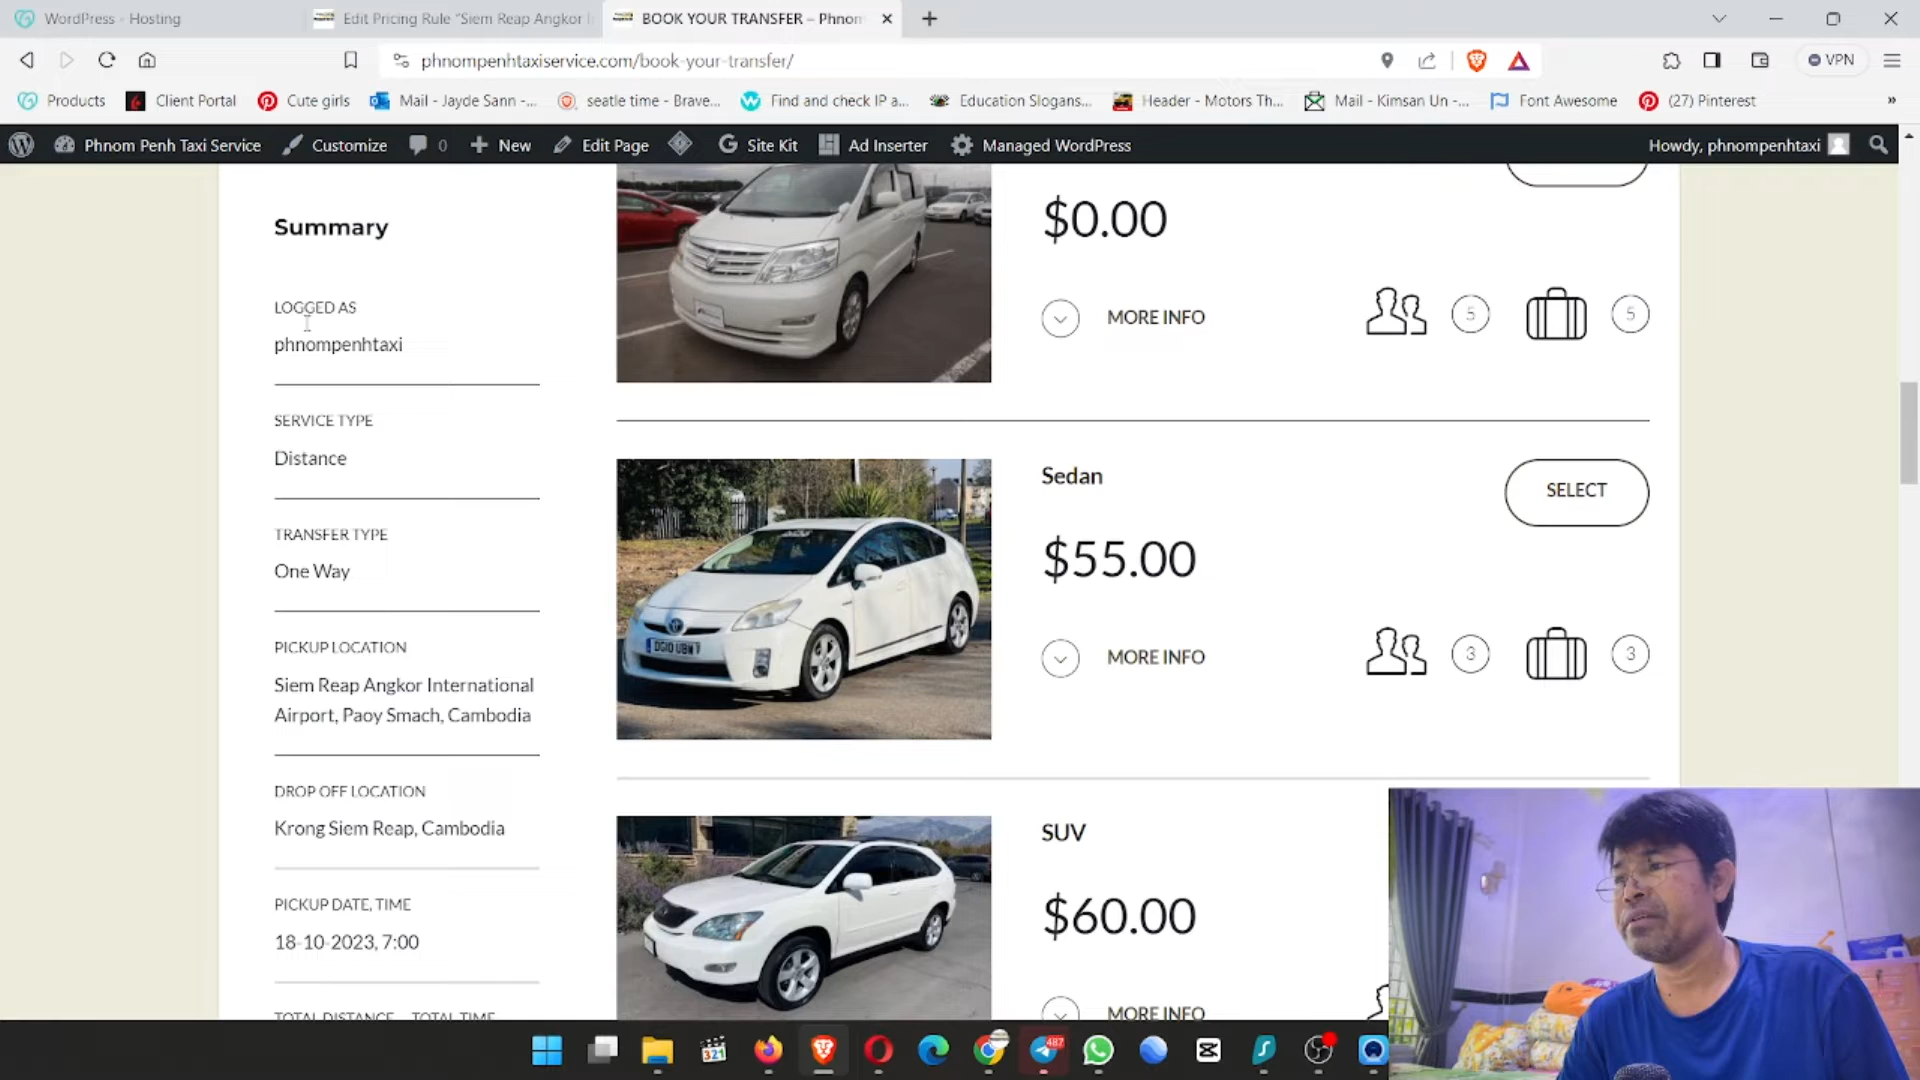 WordPress - Hosting
Edit Pricing Rule "Siem Reap Angkor I
BOOK YOUR TRANSFER – Phnom
phnompenhtaxiservice.com/book-your-transfer/
VPN
Products
Client Portal
Cute girls
Mail - Jayde Sann -...
seatle time - Brave...
Find and check IP a...
Education Slogans...
Header - Motors Th...
Mail - Kimsan Un -...
Font Awesome
(27) Pinterest
»
Phnom Penh Taxi Service
Customize
0
New
Edit Page
Site Kit
Ad Inserter
Managed WordPress
Howdy, phnompenhtaxi
Summary
LOGGED AS
phnompenhtaxi
SERVICE TYPE
Distance
TRANSFER TYPE
One Way
PICKUP LOCATION
Siem Reap Angkor International
Airport, Paoy Smach, Cambodia
DROP OFF LOCATION
Krong Siem Reap, Cambodia
PICKUP DATE, TIME
18-10-2023, 7:00
TOTAL DISTANCE TOTAL TIME
$0.00
MORE INFO
5
5
Sedan
SELECT
$55.00
MORE INFO
3
3
SUV
$60.00
MORE INFO
321
487